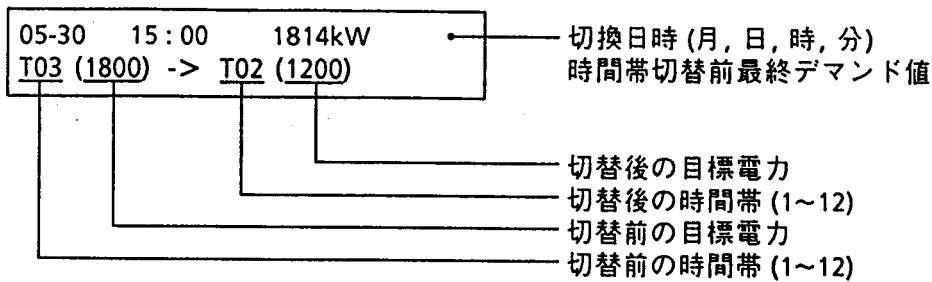 05-30 15:00 1814kW
T03 (1800) -> T02 (1200)
切換日時 (月, 日, 時, 分)
時間帯切替前最終デマンド値
切替後の目標電力
切替後の時間帯 (1~12)
切替前の目標電力
切替前の時間帯 (1~12)